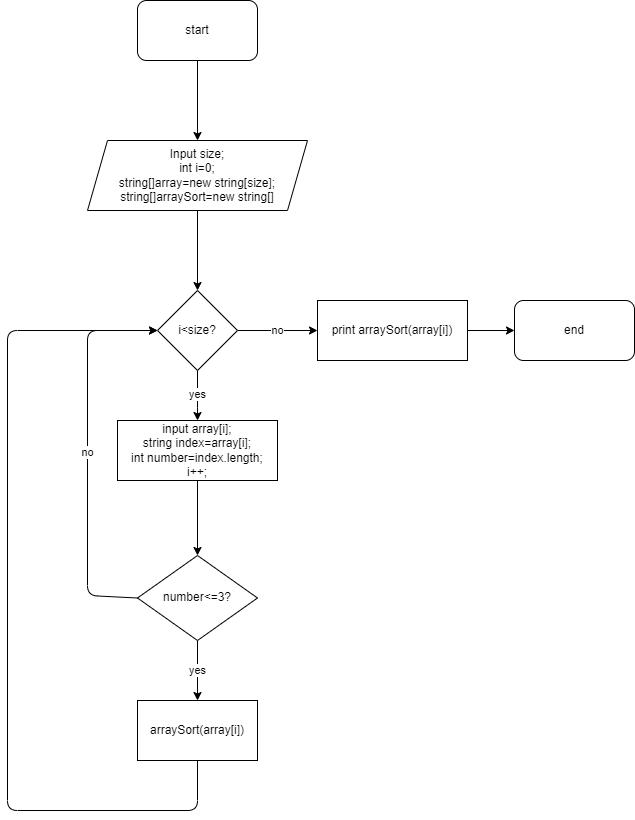 start
Input size;
int i=0;
string[]array=new string[size];
string[]arraySort=new string[]
i<size?
no
print arraySort(array[i])
end
yes
input array[i];
string index=array[i];
int number=index.length;
i++;
no
number<=3?
yes
arraySort(array[i])